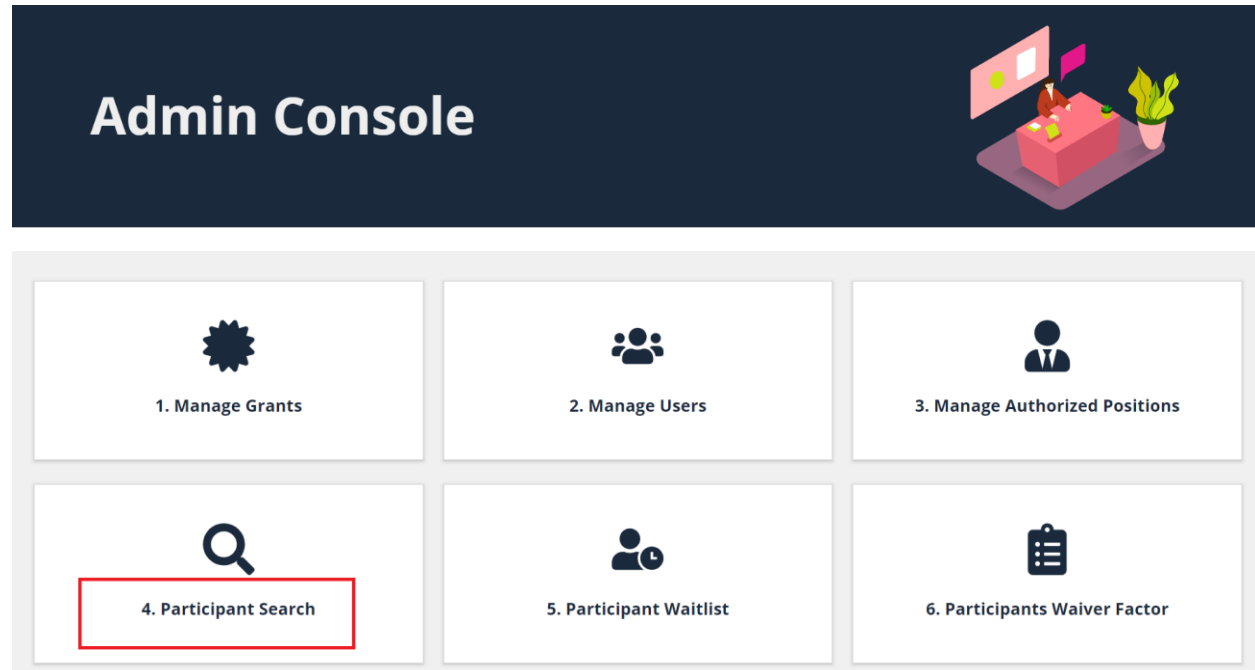 Admin Console
1. Manage Grants
2. Manage Users
3. Manage Authorized Positions
4. Participant Search
5. Participant Waitlist
6. Participants Waiver Factor